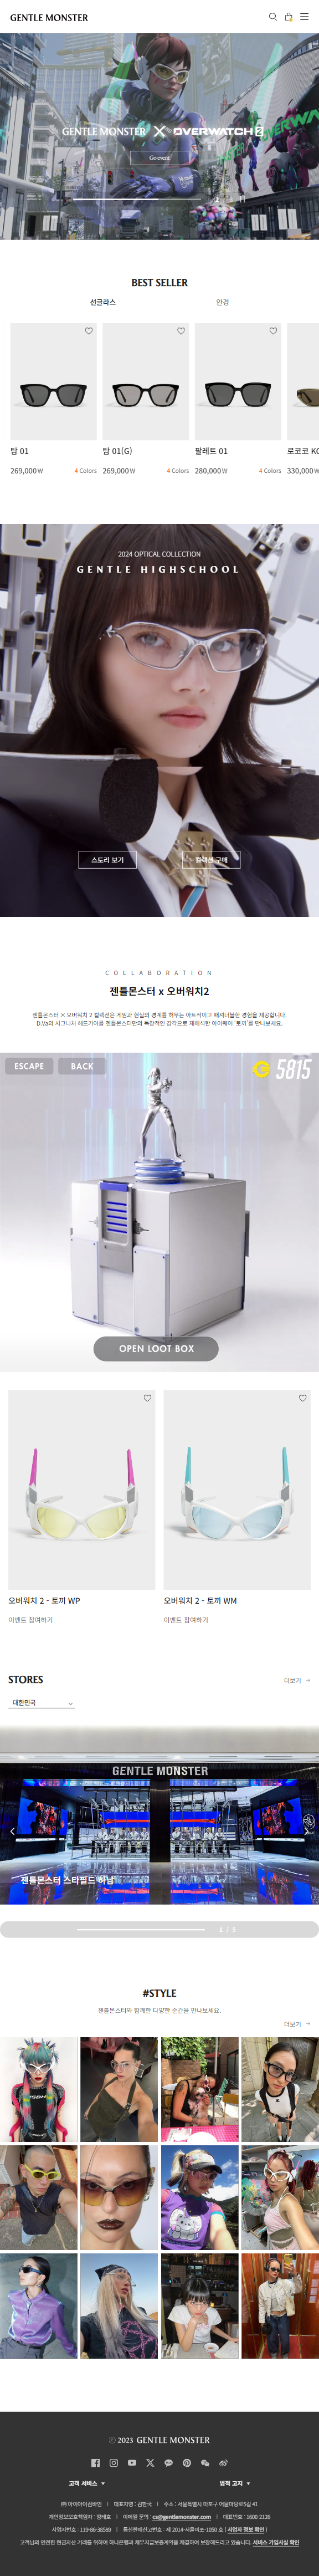 GENTLE MONSTER
GENTLE MONSTER X OVERWATCH 2
BEST SELLER
선글라스 안경
탐 01
269,000₩ 4 Colors
탐 01(G)
269,000₩ 4 Colors
팔레트 01
280,000₩ 4 Colors
로코코 KC
330,000₩
2024 OPTICAL COLLECTION
GENTLE HIGHSCHOOL
스토리 보기
컬렉션 구매
COLLABORATION
젠틀몬스터 x 오버워치2
젠틀몬스터 X 오버워치 2 컬렉션은 게임과 현실의 경계를 허무는 아트적이고 패셔너블한 경험을 제공합니다.
D.Va의 시그니처 헤드기어를 젠틀몬스터만의 독창적인 감각으로 재해석한 아이웨어 '토끼'를 만나보세요.
ESCAPE BACK 5815
OPEN LOOT BOX
오버워치 2 - 토끼 WP
이벤트 참여하기
오버워치 2 - 토끼 WM
이벤트 참여하기
STORES
더보기
대한민국
GENTLE MONSTER
젠틀몬스터 스타필드 하남
1 / 5
#STYLE
젠틀몬스터와 함께한 다양한 순간을 만나보세요.
더보기
© 2023 GENTLE MONSTER
고객 서비스 ▼ 법적 고지 ▼
㈜ 아이아이컴바인 | 대표자명 : 김한국 | 주소 : 서울특별시 마포구 어울마당로5길 41
개인정보보호책임자 : 정태호 | 이메일 문의 : cs@gentlemonster.com | 대표번호 : 1600-2126
사업자번호 : 119-86-38589 | 통신판매신고번호 : 제 2014-서울마포-1050 호 ( 사업자 정보 확인 )
고객님의 안전한 현금자산 거래를 위하여 하나은행과 채무지급보증계약을 체결하여 보장해드리고 있습니다. 서비스 가입사실 확인